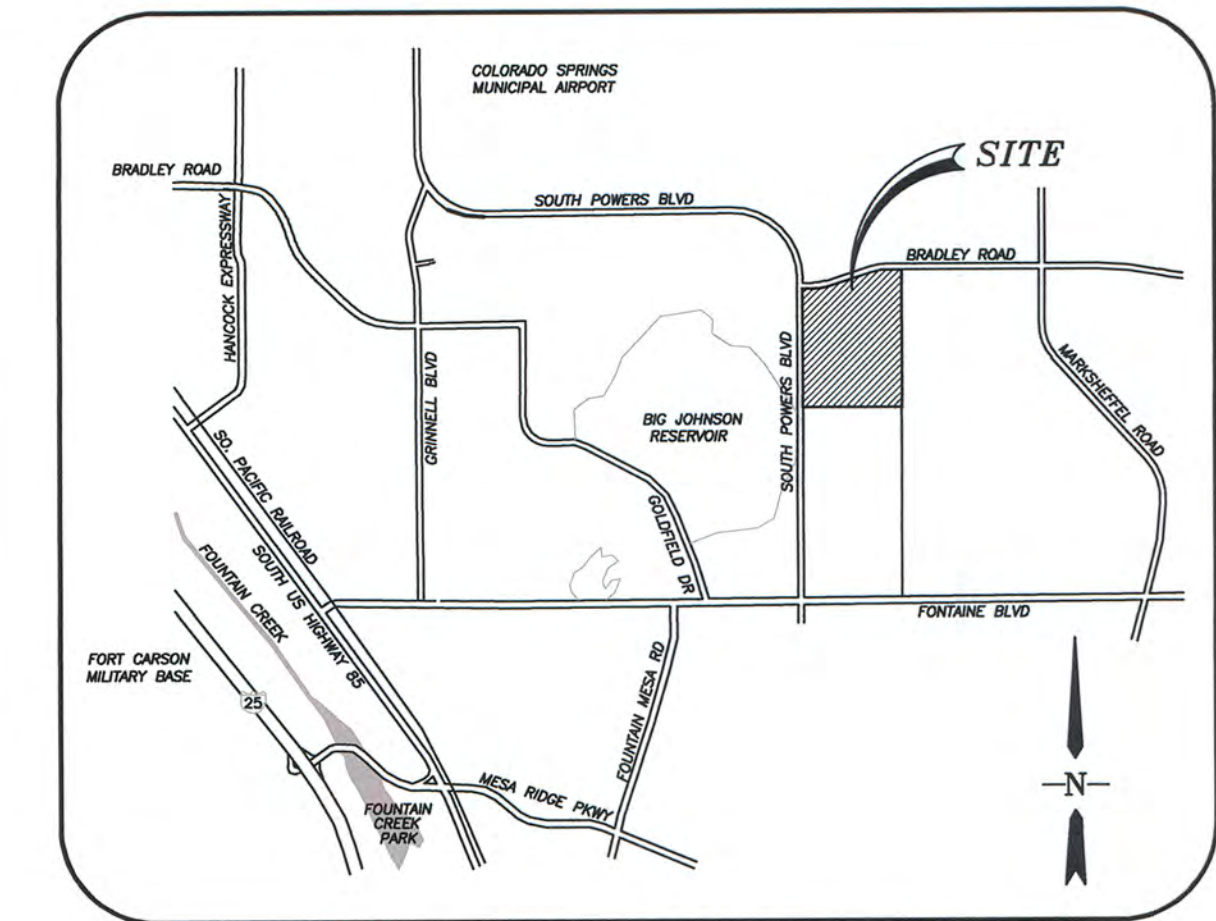 COLORADO SPRINGS
MUNICIPAL AIRPORT
SITE
BRADLEY ROAD
SOUTH POWERS BLVD
HANCOCK EXPRESSWAY
BRADLEY ROAD
GRINNELL BLVD
MARKSHEFFEL ROAD
SOUTH POWERS BLVD
BIG JOHNSON
RESERVOIR
SO. PACIFIC RAILROAD
GOLDFIELD DR
FOUNTAIN CREEK
SOUTH US HIGHWAY 85
FONTAINE BLVD
FORT CARSON
MILITARY BASE
25
FOUNTAIN MESA RD
MESA RIDGE PKWY
FOUNTAIN
CREEK
PARK
N